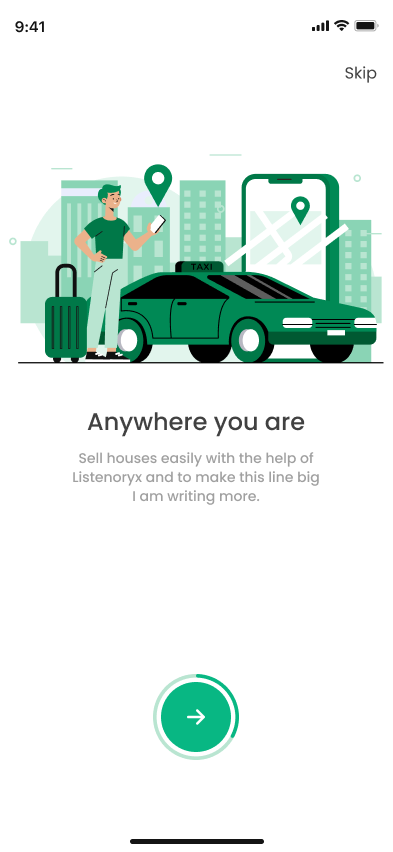 9:41
Skip
TAXI
Anywhere you are
Sell houses easily with the help of
Listenoryx and to make this line big
I am writing more.